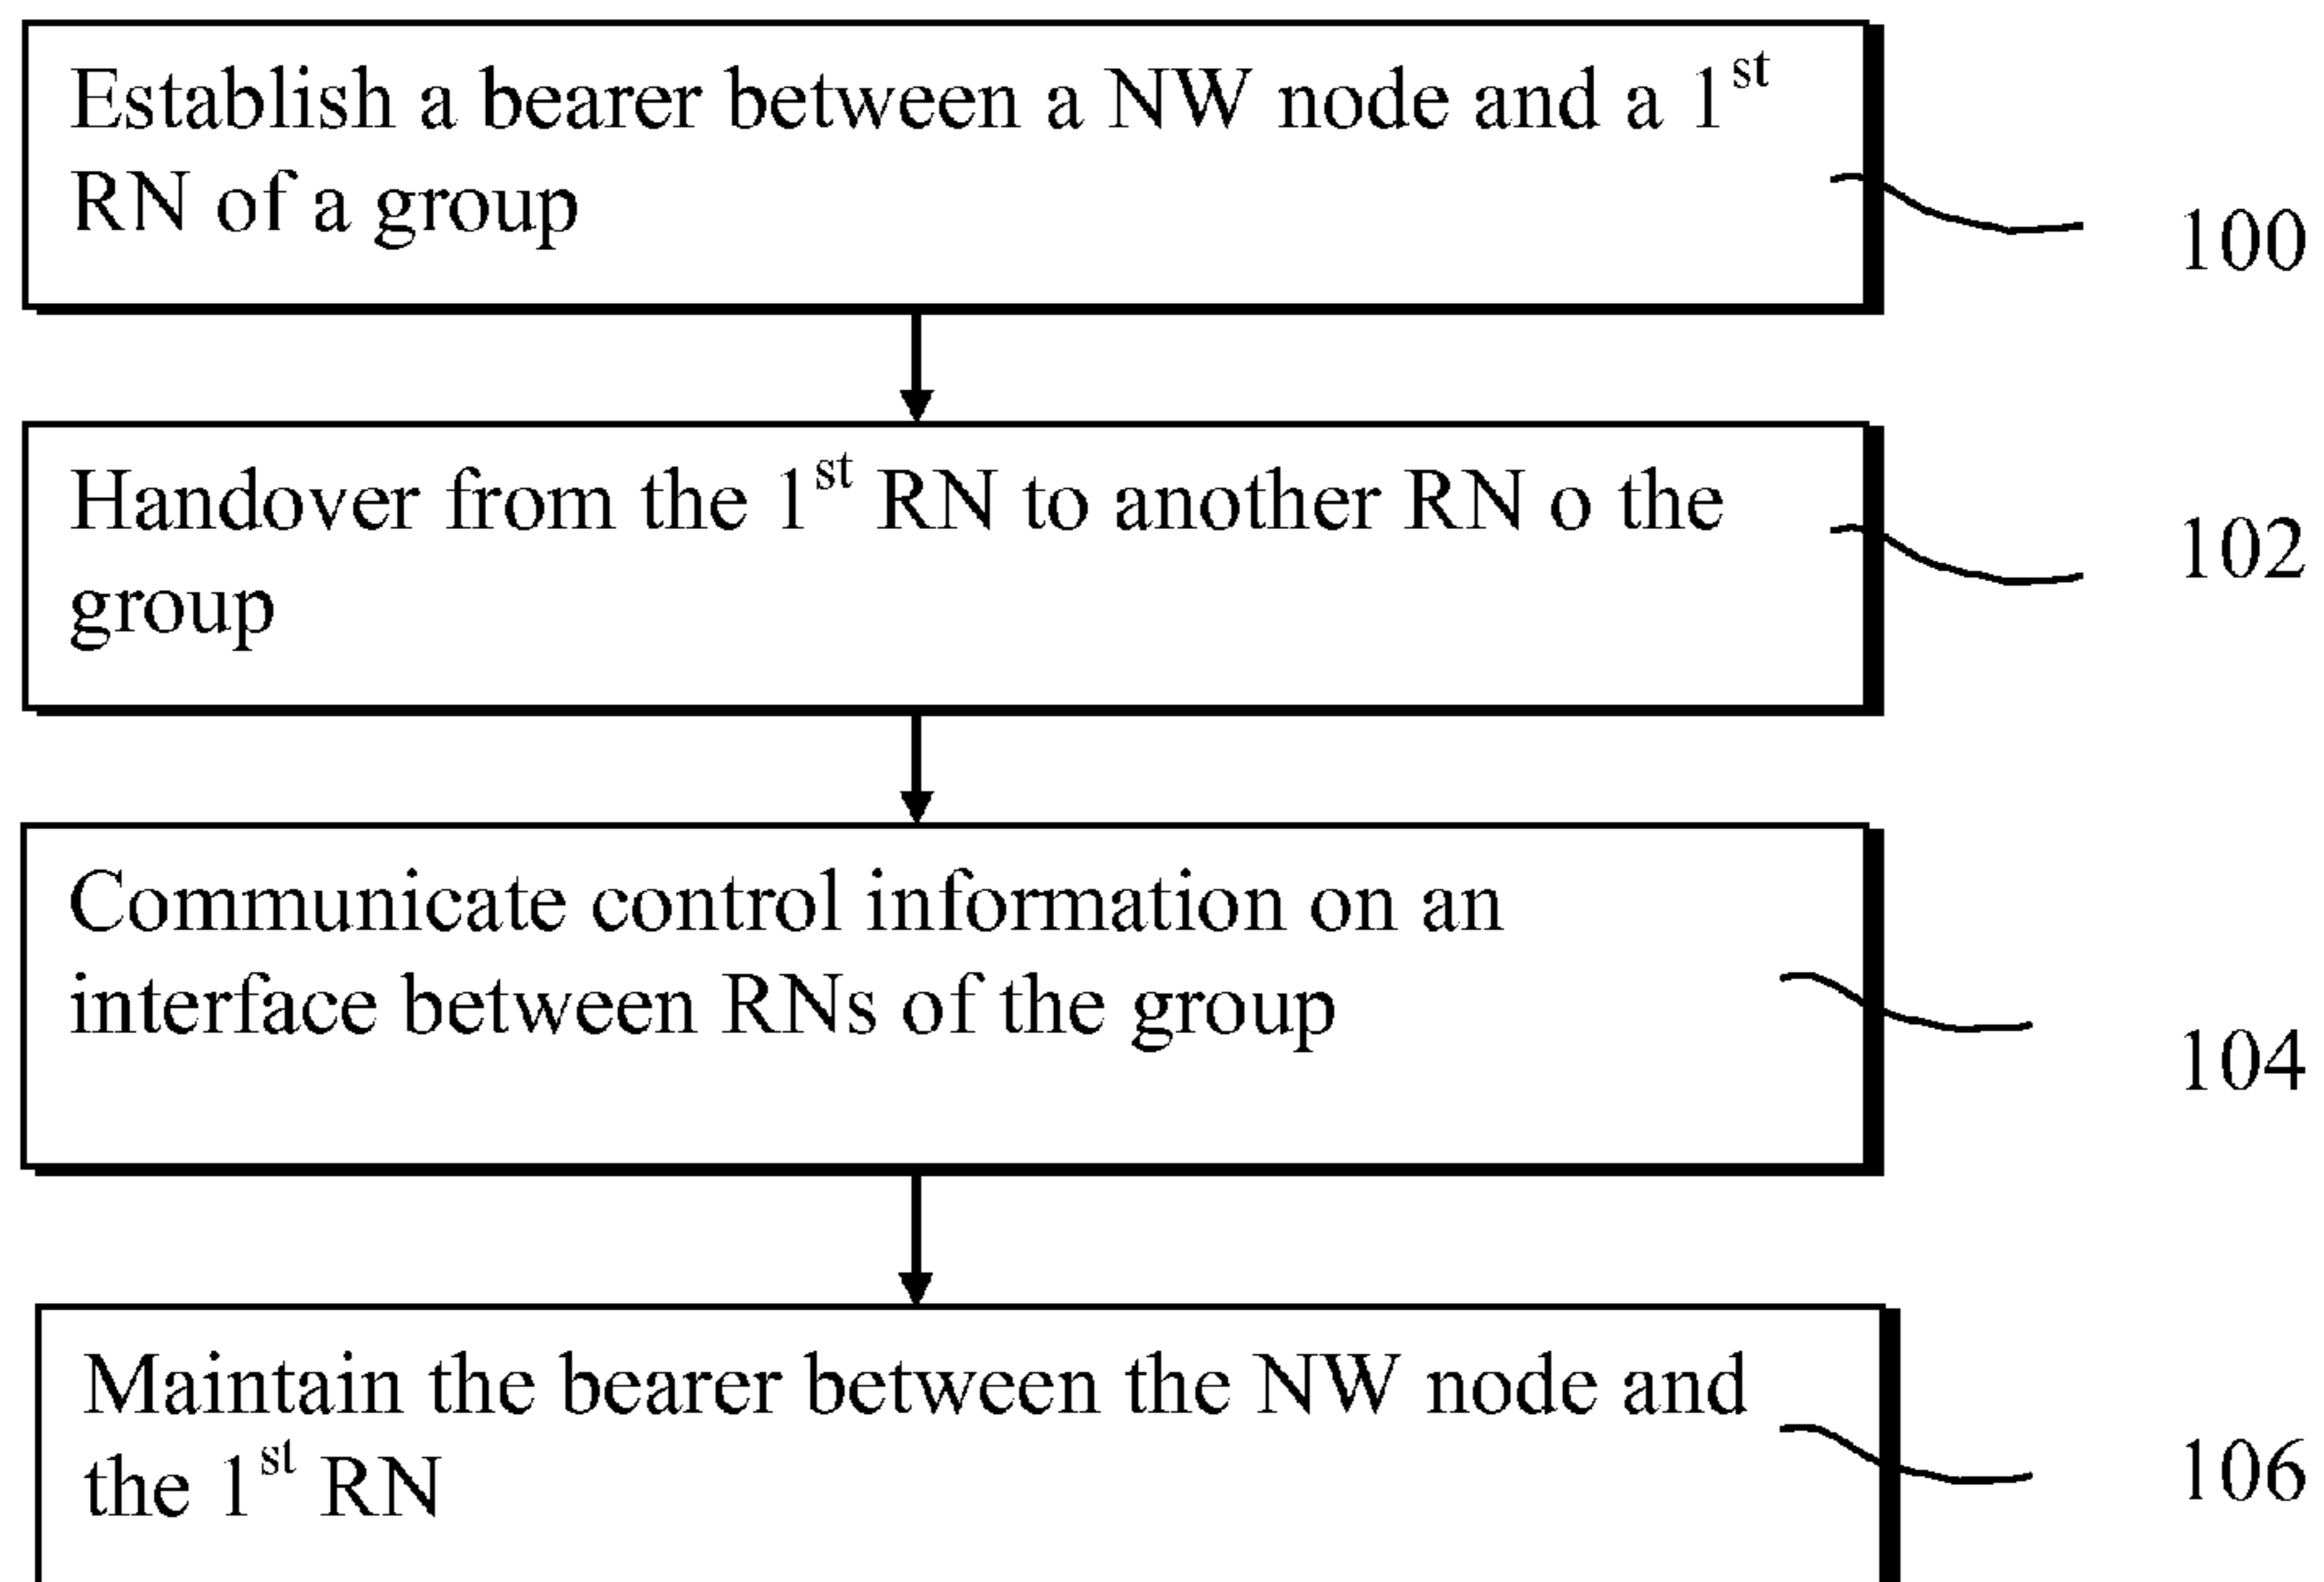 Establish a bearer between a NW node and a 1st
RN of a group
100
Handover from the 1st RN to another RN o the
group
102
Communicate control information on an
interface between RNs of the group
104
Maintain the bearer between the NW node and
the 1st RN
106